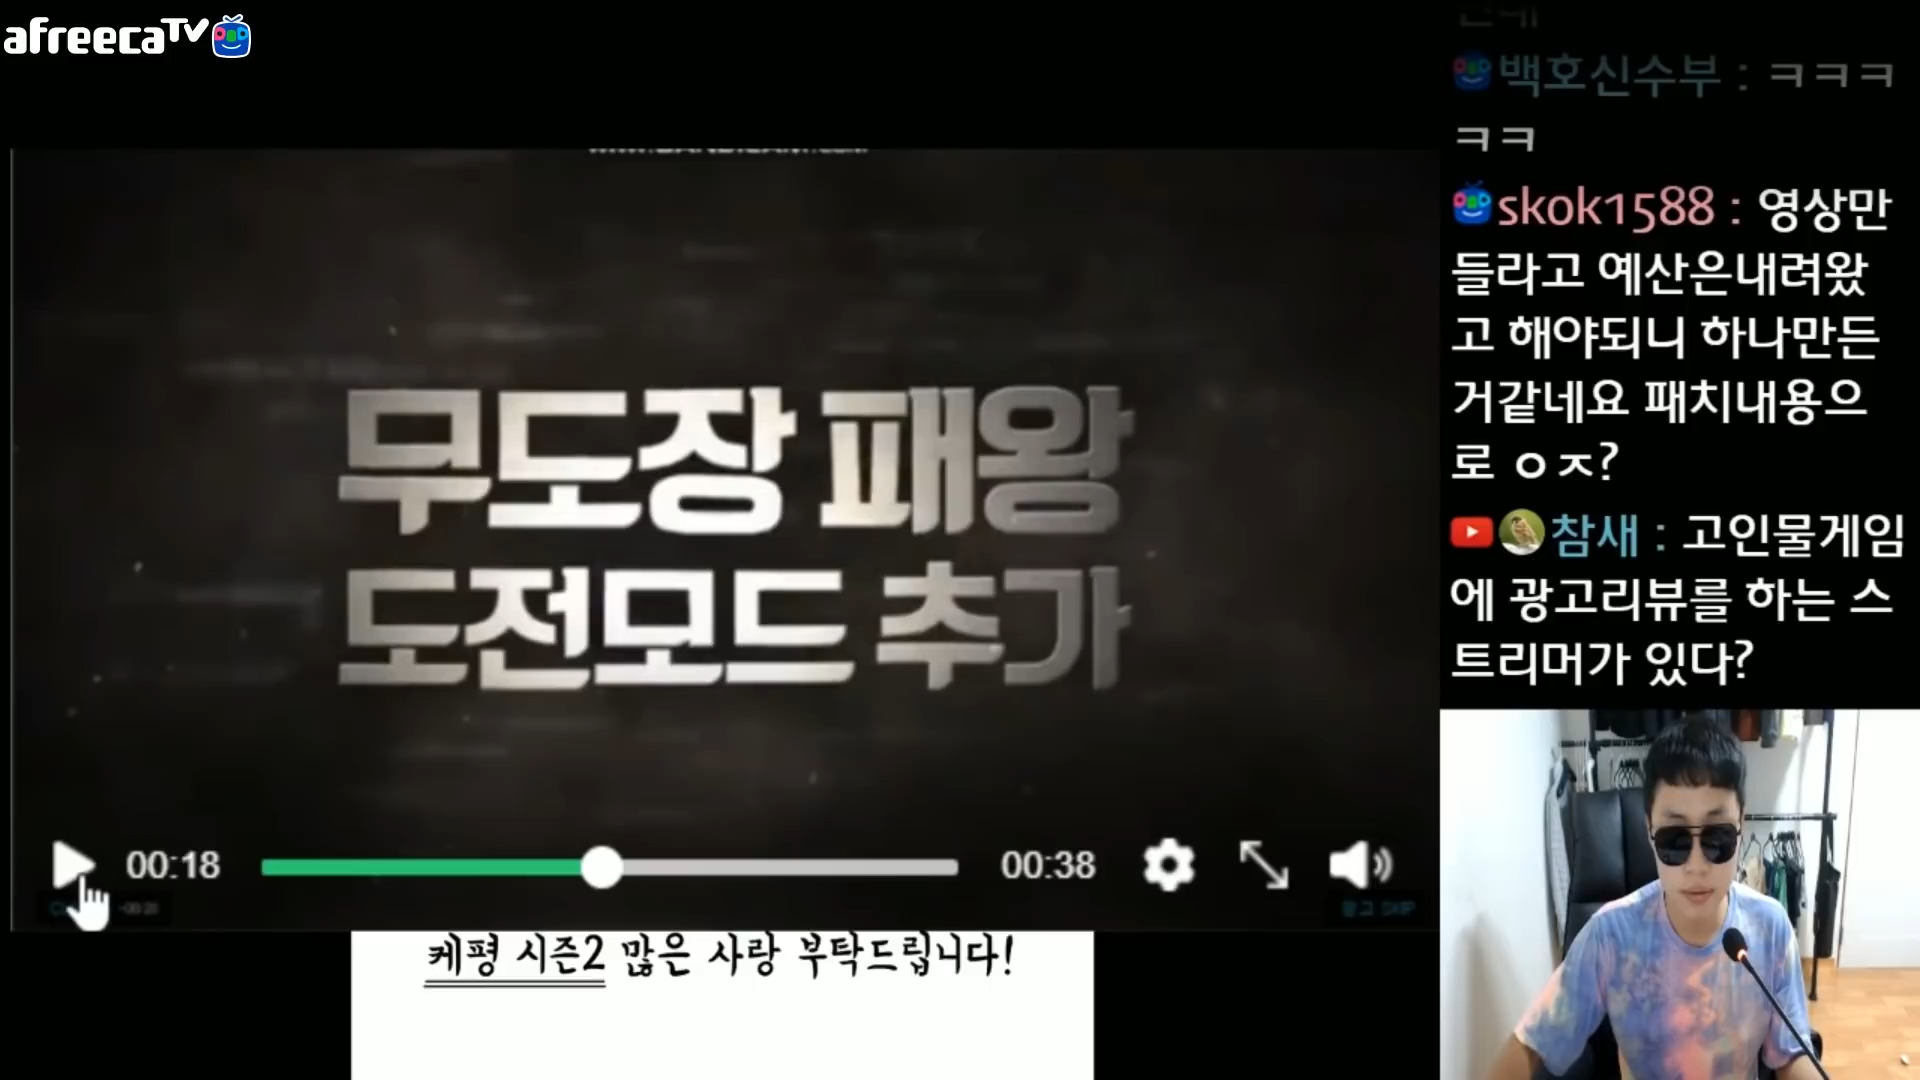 afreecaTV
백호신수부 : ㅋㅋㅋ
ㅋㅋ
skok1588 : 영상만
들라고 예산은내려왔
고 해야되니 하나만든
거같네요 패치내용으
로 ㅇㅈ?
참새 : 고인물게임
에 광고리뷰를 하는 스
트리머가 있다?
무도장 패왕
도전모드 추가
00:18
00:38
광고 SKIP
케평 시즌2 많은 사랑 부탁드립니다!